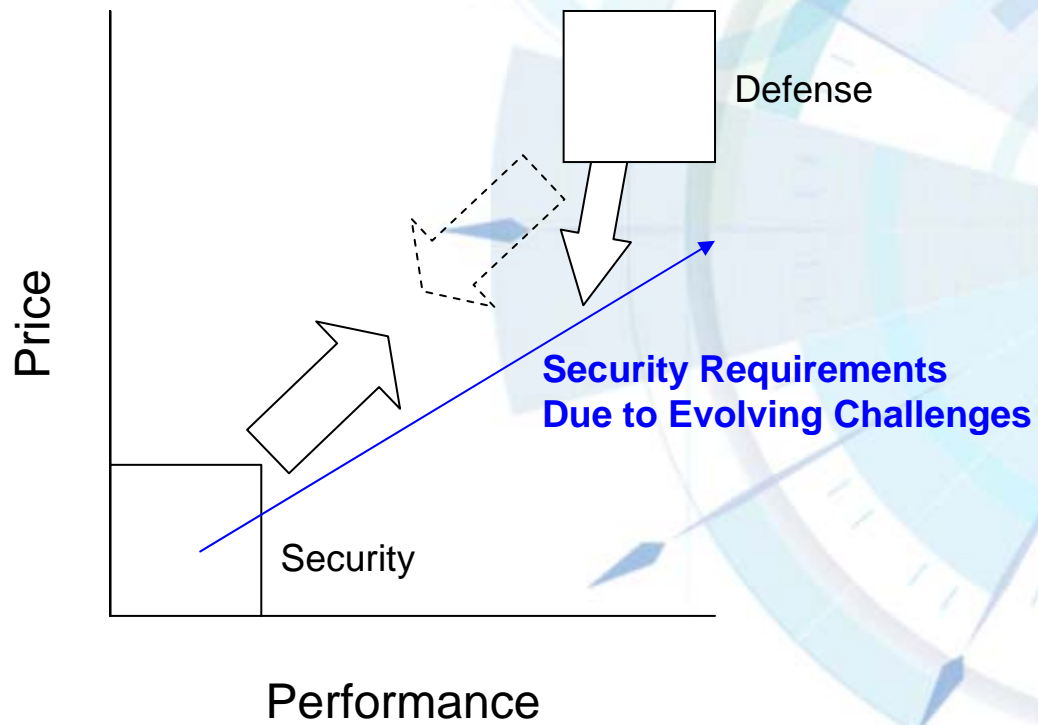 Defense
Price
Security Requirements
Due to Evolving Challenges
Security
Performance